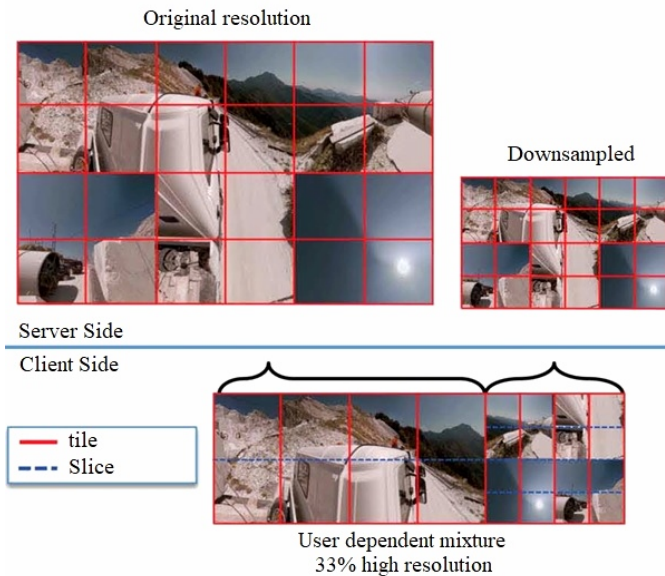 Original resolution
Downsampled
Server Side
Client Side
tile
Slice
User dependent mixture
33% high resolution